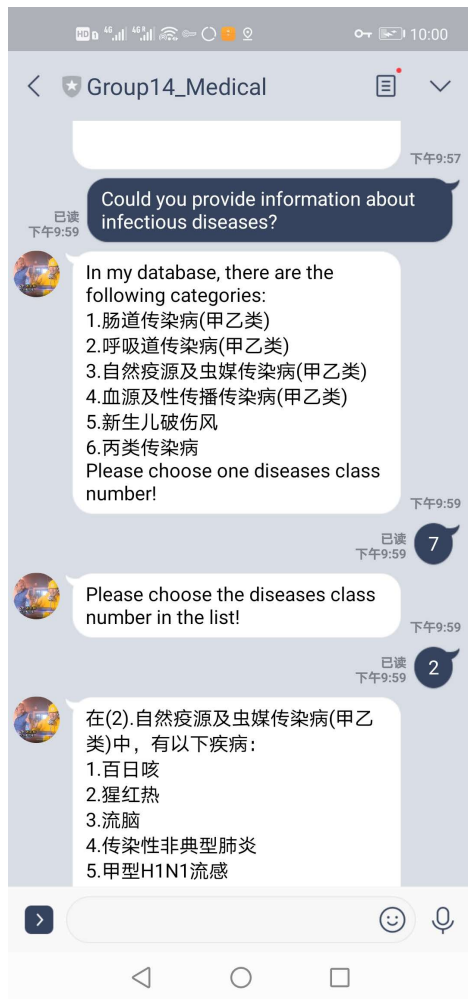 HD 1 4G 4G 10:00
Group14_Medical
下午9:57
Could you provide information about
infectious diseases?
已读
下午9:59
In my database, there are the
following categories:
1.肠道传染病(甲乙类)
2.呼吸道传染病(甲乙类)
3.自然疫源及虫媒传染病(甲乙类)
4.血源及性传播传染病(甲乙类)
5.新生儿破伤风
6.丙类传染病
Please choose one diseases class
number!
下午9:59
7
已读
下午9:59
Please choose the diseases class
number in the list!
下午9:59
2
已读
下午9:59
在(2).自然疫源及虫媒传染病(甲乙
类)中，有以下疾病：
1.百日咳
2.猩红热
3.流脑
4.传染性非典型肺炎
5.甲型H1N1流感